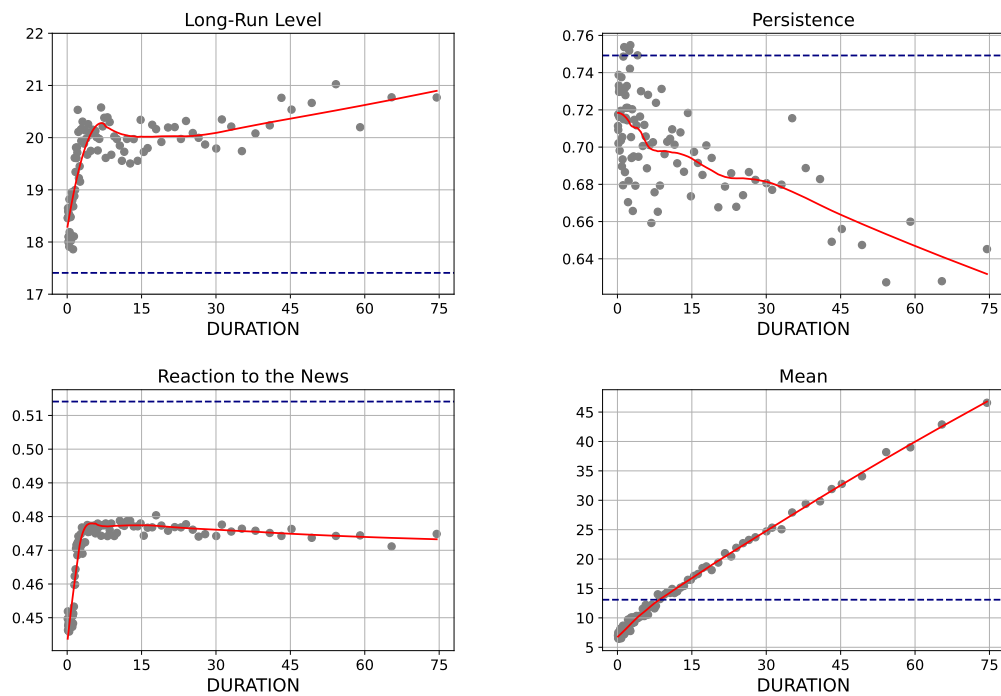 Long-Run Level
22
21
20
19
18
17
0 15 30 45 60 75
DURATION
Persistence
0.76
0.74
0.72
0.70
0.68
0.66
0.64
0 15 30 45 60 75
DURATION
Reaction to the News
0.51
0.50
0.49
0.48
0.47
0.46
0.45
0 15 30 45 60 75
DURATION
Mean
45
40
35
30
25
20
15
10
5
0 15 30 45 60 75
DURATION